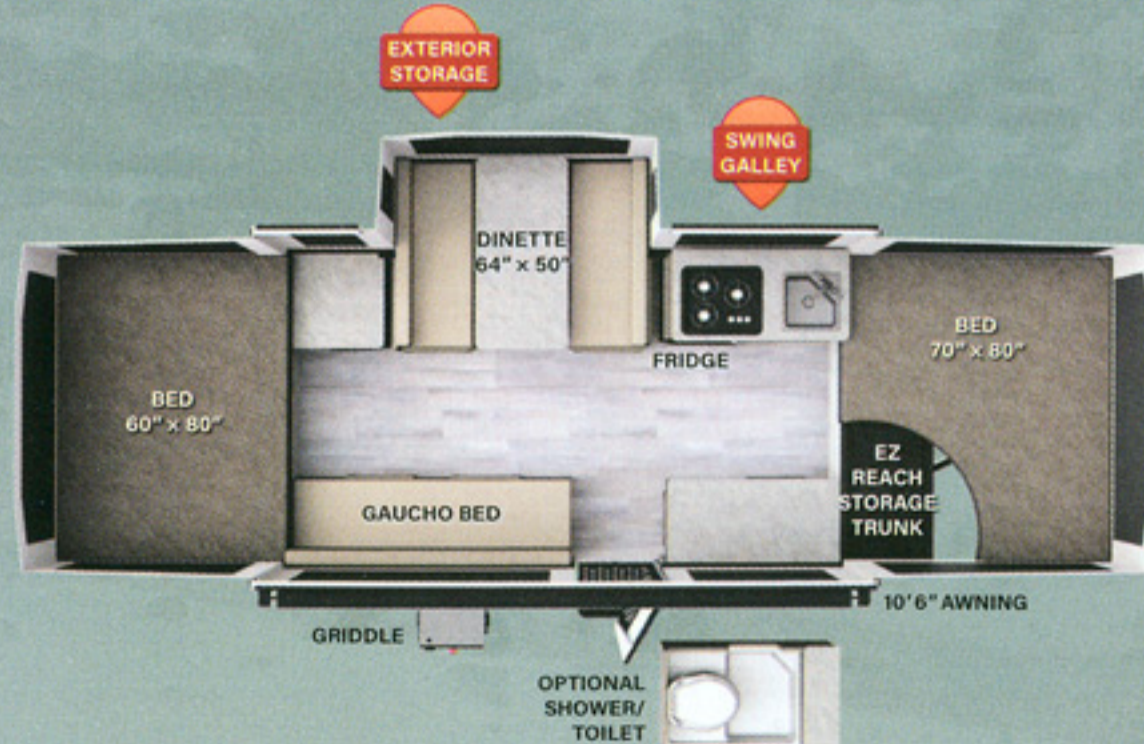 EXTERIOR
STORAGE
SWING
GALLEY
DINETTE
64" x 50"
FRIDGE
BED
70" x 80"
BED
60" x 80"
EZ
REACH
STORAGE
TRUNK
GAUCHO BED
10'6" AWNING
GRIDDLE
OPTIONAL
SHOWER/
TOILET